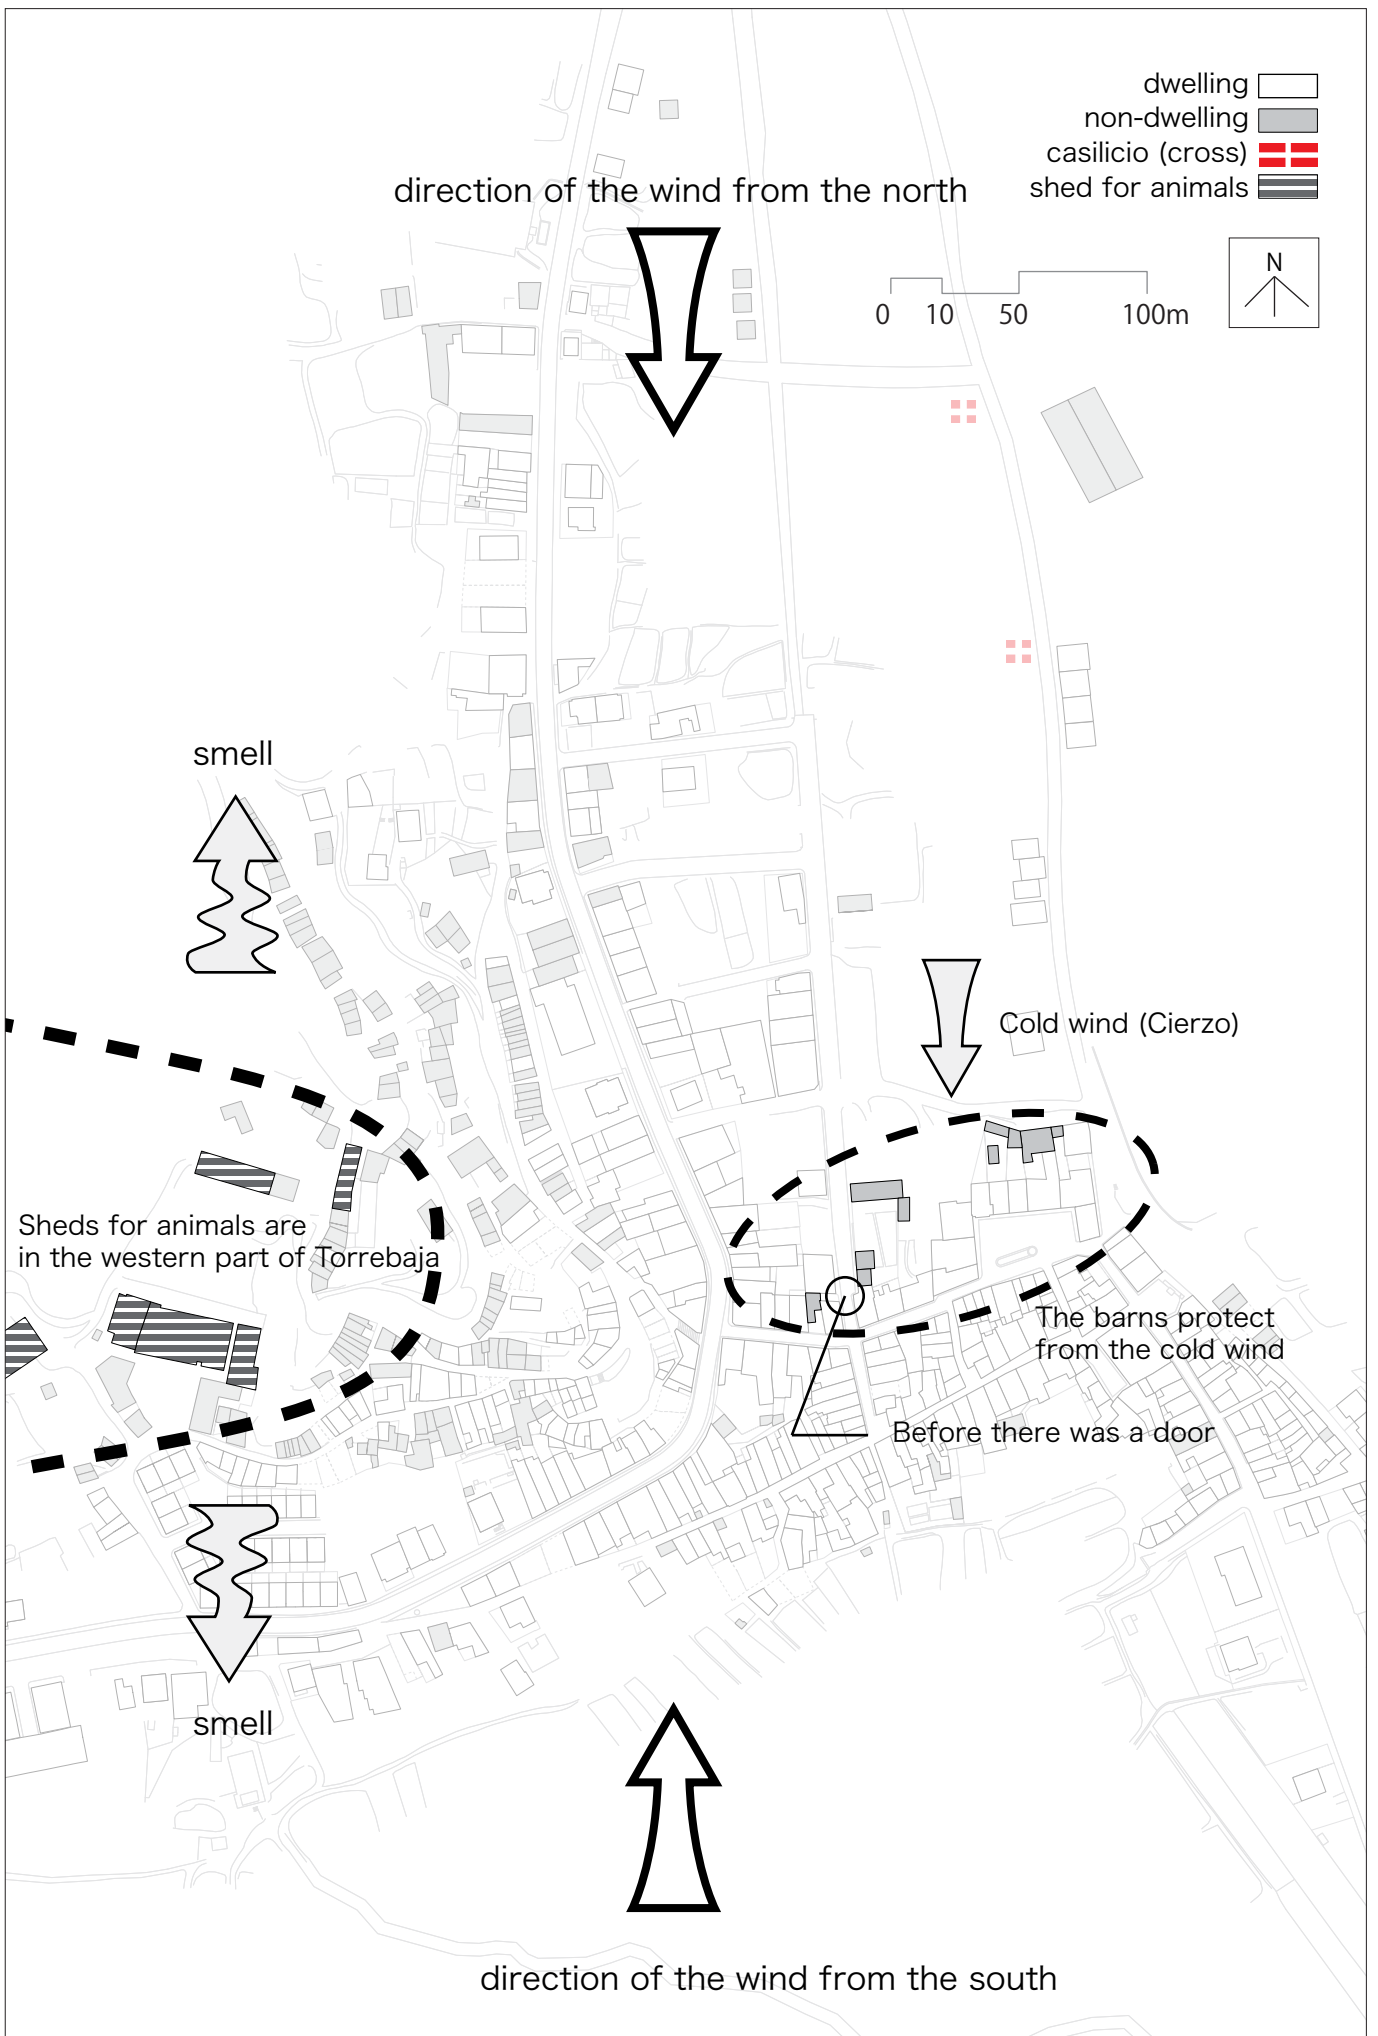 dwelling
non-dwelling
casilicio (cross)
shed for animals
direction of the wind from the north
N
0 10 50 100m
smell
Cold wind (Cierzo)
Sheds for animals are
in the western part of Torrebaja
The barns protect
from the cold wind
Before there was a door
smell
direction of the wind from the south